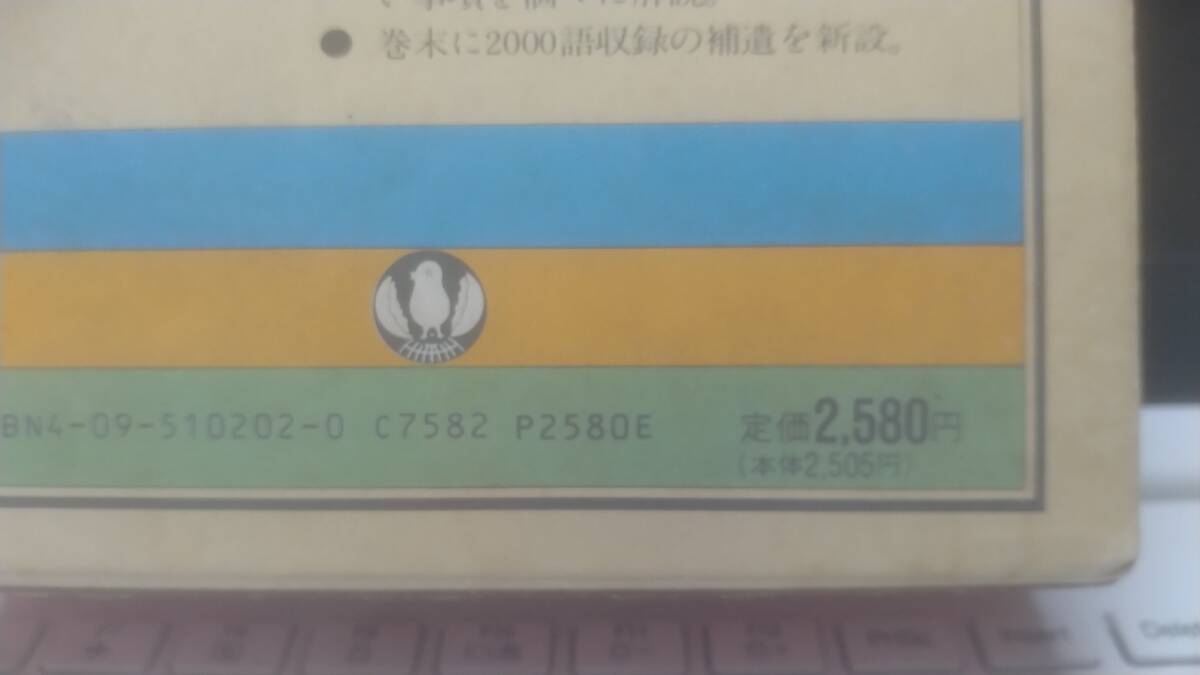 ● 巻末に2000語収録の補遺を新設。
BN4-09-510202-0 C7582 P2580E
定価2,580円
(本体2,505円)